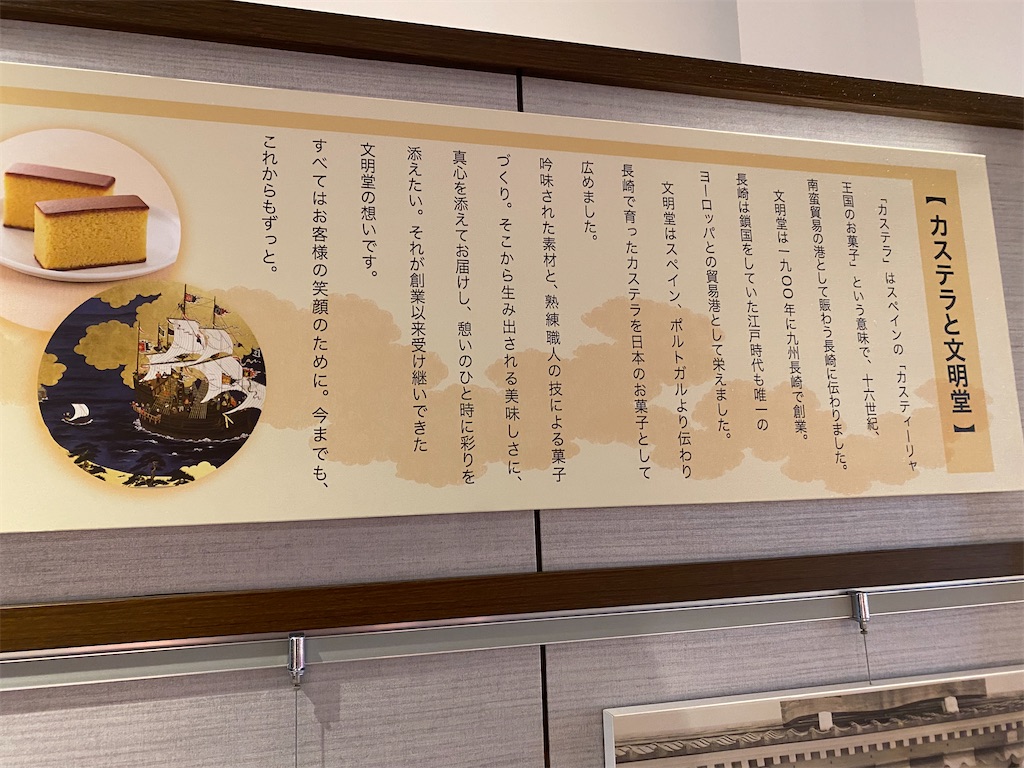 【 カステラと文明堂 】
「カステラ」はスペインの「カスティーリャ
王国のお菓子」という意味で、十六世紀、
南蛮貿易の港として賑わう長崎に伝わりました。
文明堂は一九〇〇年に九州長崎で創業。
長崎は鎖国をしていた江戸時代も唯一の
ヨーロッパとの貿易港として栄えました。
文明堂はスペイン、ポルトガルより伝わり
長崎で育ったカステラを日本のお菓子として
広めました。
吟味された素材と、熟練職人の技による菓子
づくり。そこから生み出される美味しさに、
真心を添えてお届けし、憩いのひと時に彩りを
添えたい。それが創業以来受け継いできた
文明堂の想いです。
すべてはお客様の笑顔のために。今までも、
これからもずっと。